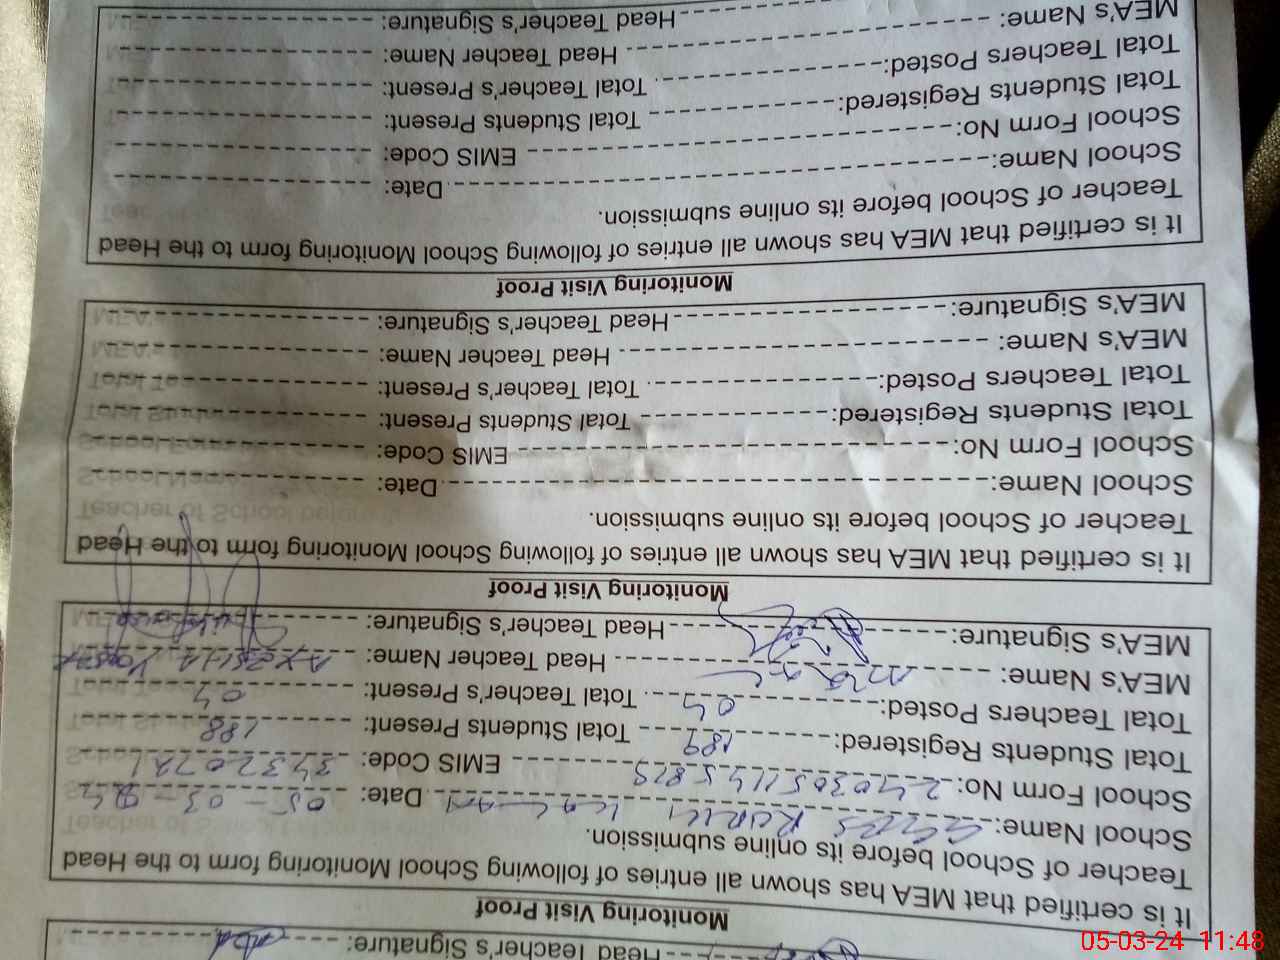 Head Teacher's Signature:
Monitoring Visit Proof
It is certified that MEA has shown all entries of following School Monitoring form to the Head
Teacher of School before its online submission.
School Name: Date: 05-03-24
School Form No: EMIS Code:
Total Students Registered: 189 Total Students Present: 188
Total Teachers Posted: 04 Total Teacher's Present: 04
MEA's Name: Head Teacher Name:
MEA's Signature: Head Teacher's Signature:
Monitoring Visit Proof
It is certified that MEA has shown all entries of following School Monitoring form to the Head
Teacher of School before its online submission.
School Name: Date:
School Form No: EMIS Code:
Total Students Registered: Total Students Present:
Total Teachers Posted: Total Teacher's Present:
MEA's Name: Head Teacher Name:
MEA's Signature: Head Teacher's Signature:
Monitoring Visit Proof
It is certified that MEA has shown all entries of following School Monitoring form to the Head
Teacher of School before its online submission.
School Name: Date:
School Form No: EMIS Code:
Total Students Registered: Total Students Present:
Total Teachers Posted: Total Teacher's Present:
MEA's Name: Head Teacher Name:
Head Teacher's Signature:
05-03-24 11:48